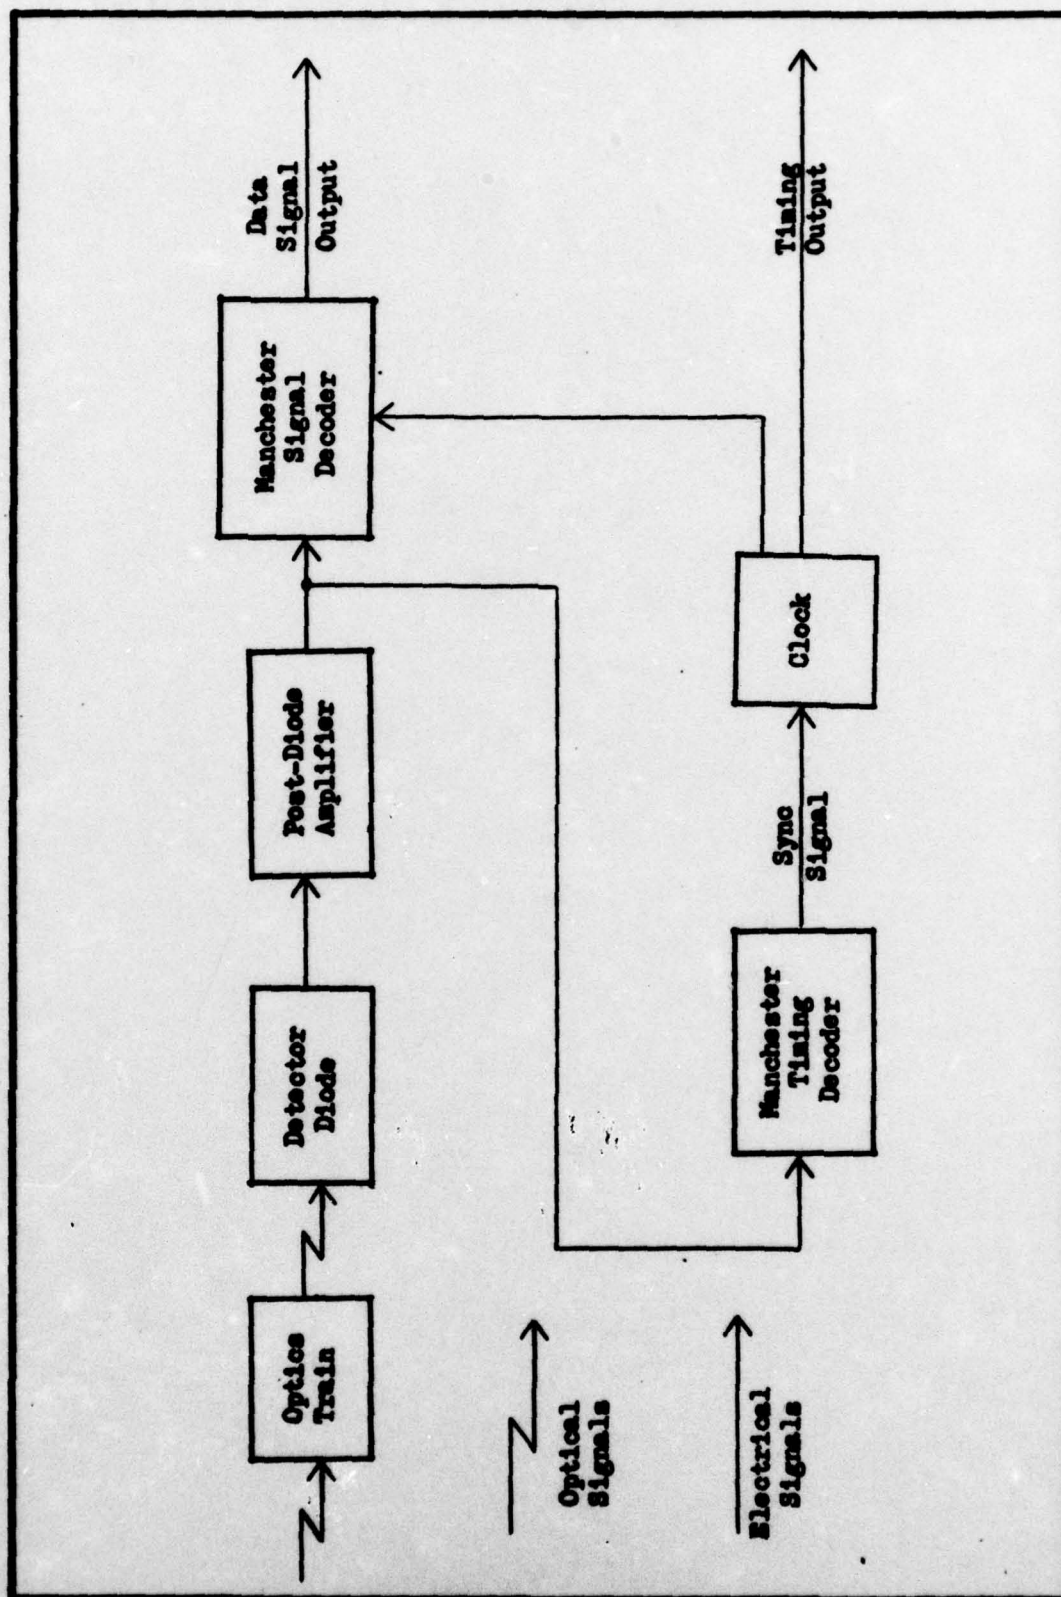 Optics
Train
Detector
Diode
Post-Diode
Amplifier
Manchester
Signal
Decoder
Data
Signal
Output
Optical
Signals
Electrical
Signals
Manchester
Timing
Decoder
Sync
Signal
Clock
Timing
Output